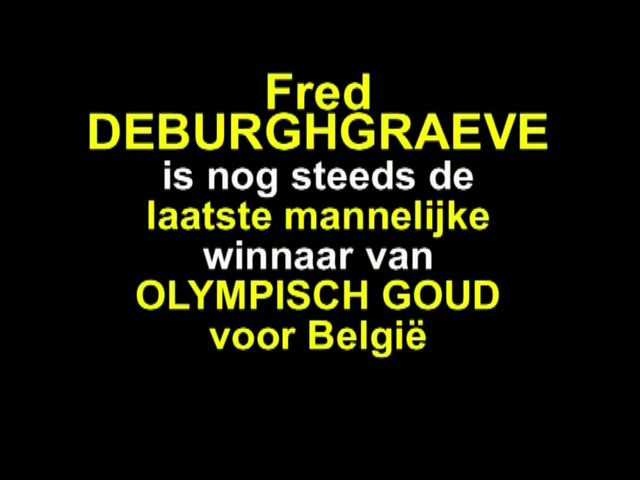 Fred
DEBURGHGRAEVE
is nog steeds de
laatste mannelijke
winnaar van
OLYMPISCH GOUD
voor België